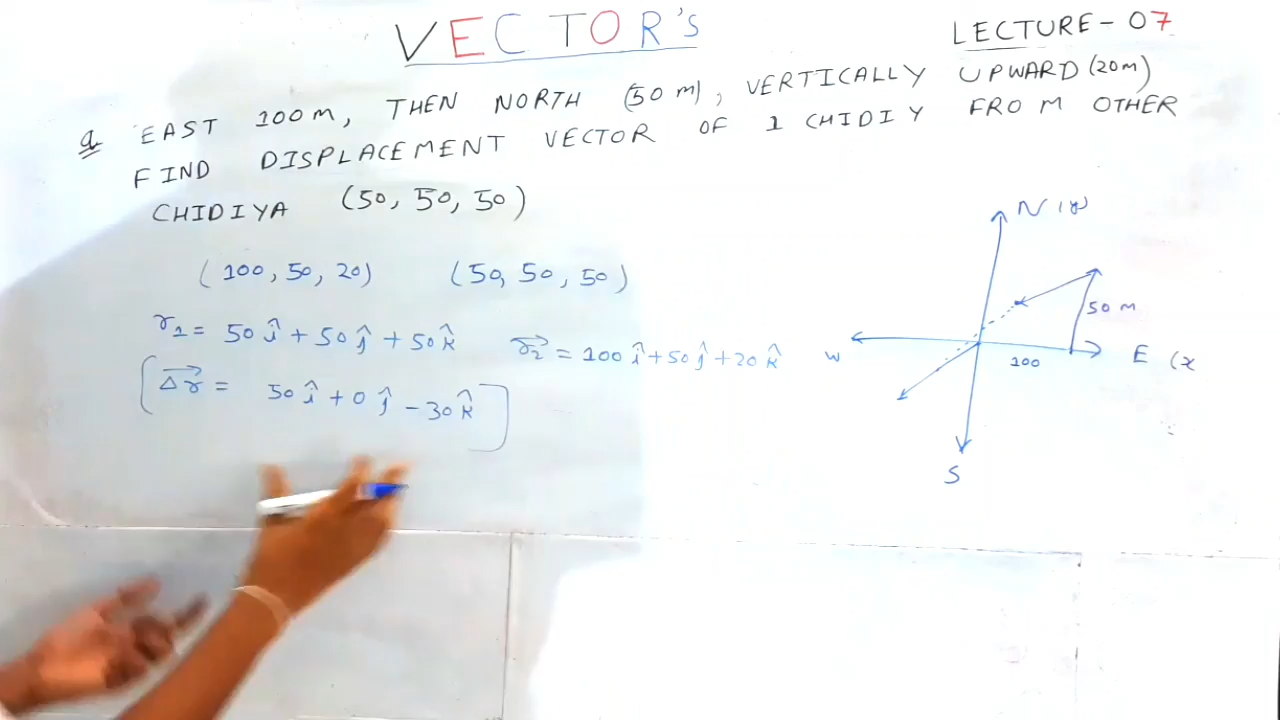 VECTOR's
LECTURE-07
Q EAST 100m, THEN NORTH (50 m), VERTICALLY UPWARD (20m)
FIND DISPLACEMENT VECTOR OF 1 CHIDIY FROM OTHER
CHIDIYA (50, 50, 50)
(100, 50, 20) (50, 50, 50)
r₁ = 50 î + 50 ĵ + 50 k̂
r⃗₂ = 100 î + 50 ĵ + 20 k̂
Δr⃗ = 50 î + 0 ĵ - 30 k̂
N
50 m
W
100
E (x
S